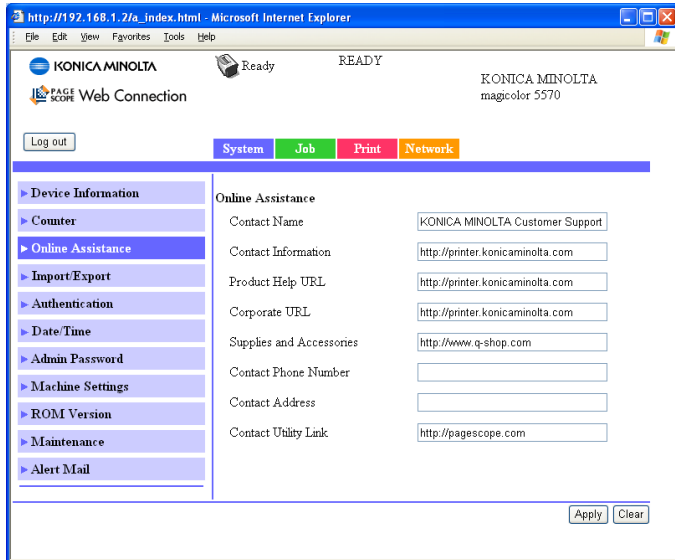 http://192.168.1.2/a_index.html - Microsoft Internet Explorer
File Edit View Favorites Tools Help
KONICA MINOLTA
Ready
READY
KONICA MINOLTA
magicolor 5570
PAGE SCOPE Web Connection
Log out
System Job Print Network
Device Information
Counter
Online Assistance
Import/Export
Authentication
Date/Time
Admin Password
Machine Settings
ROM Version
Maintenance
Alert Mail
Online Assistance
Contact Name KONICA MINOLTA Customer Support
Contact Information http://printer.konicaminolta.com
Product Help URL http://printer.konicaminolta.com
Corporate URL http://printer.konicaminolta.com
Supplies and Accessories http://www.q-shop.com
Contact Phone Number
Contact Address
Contact Utility Link http://pagescope.com
Apply Clear